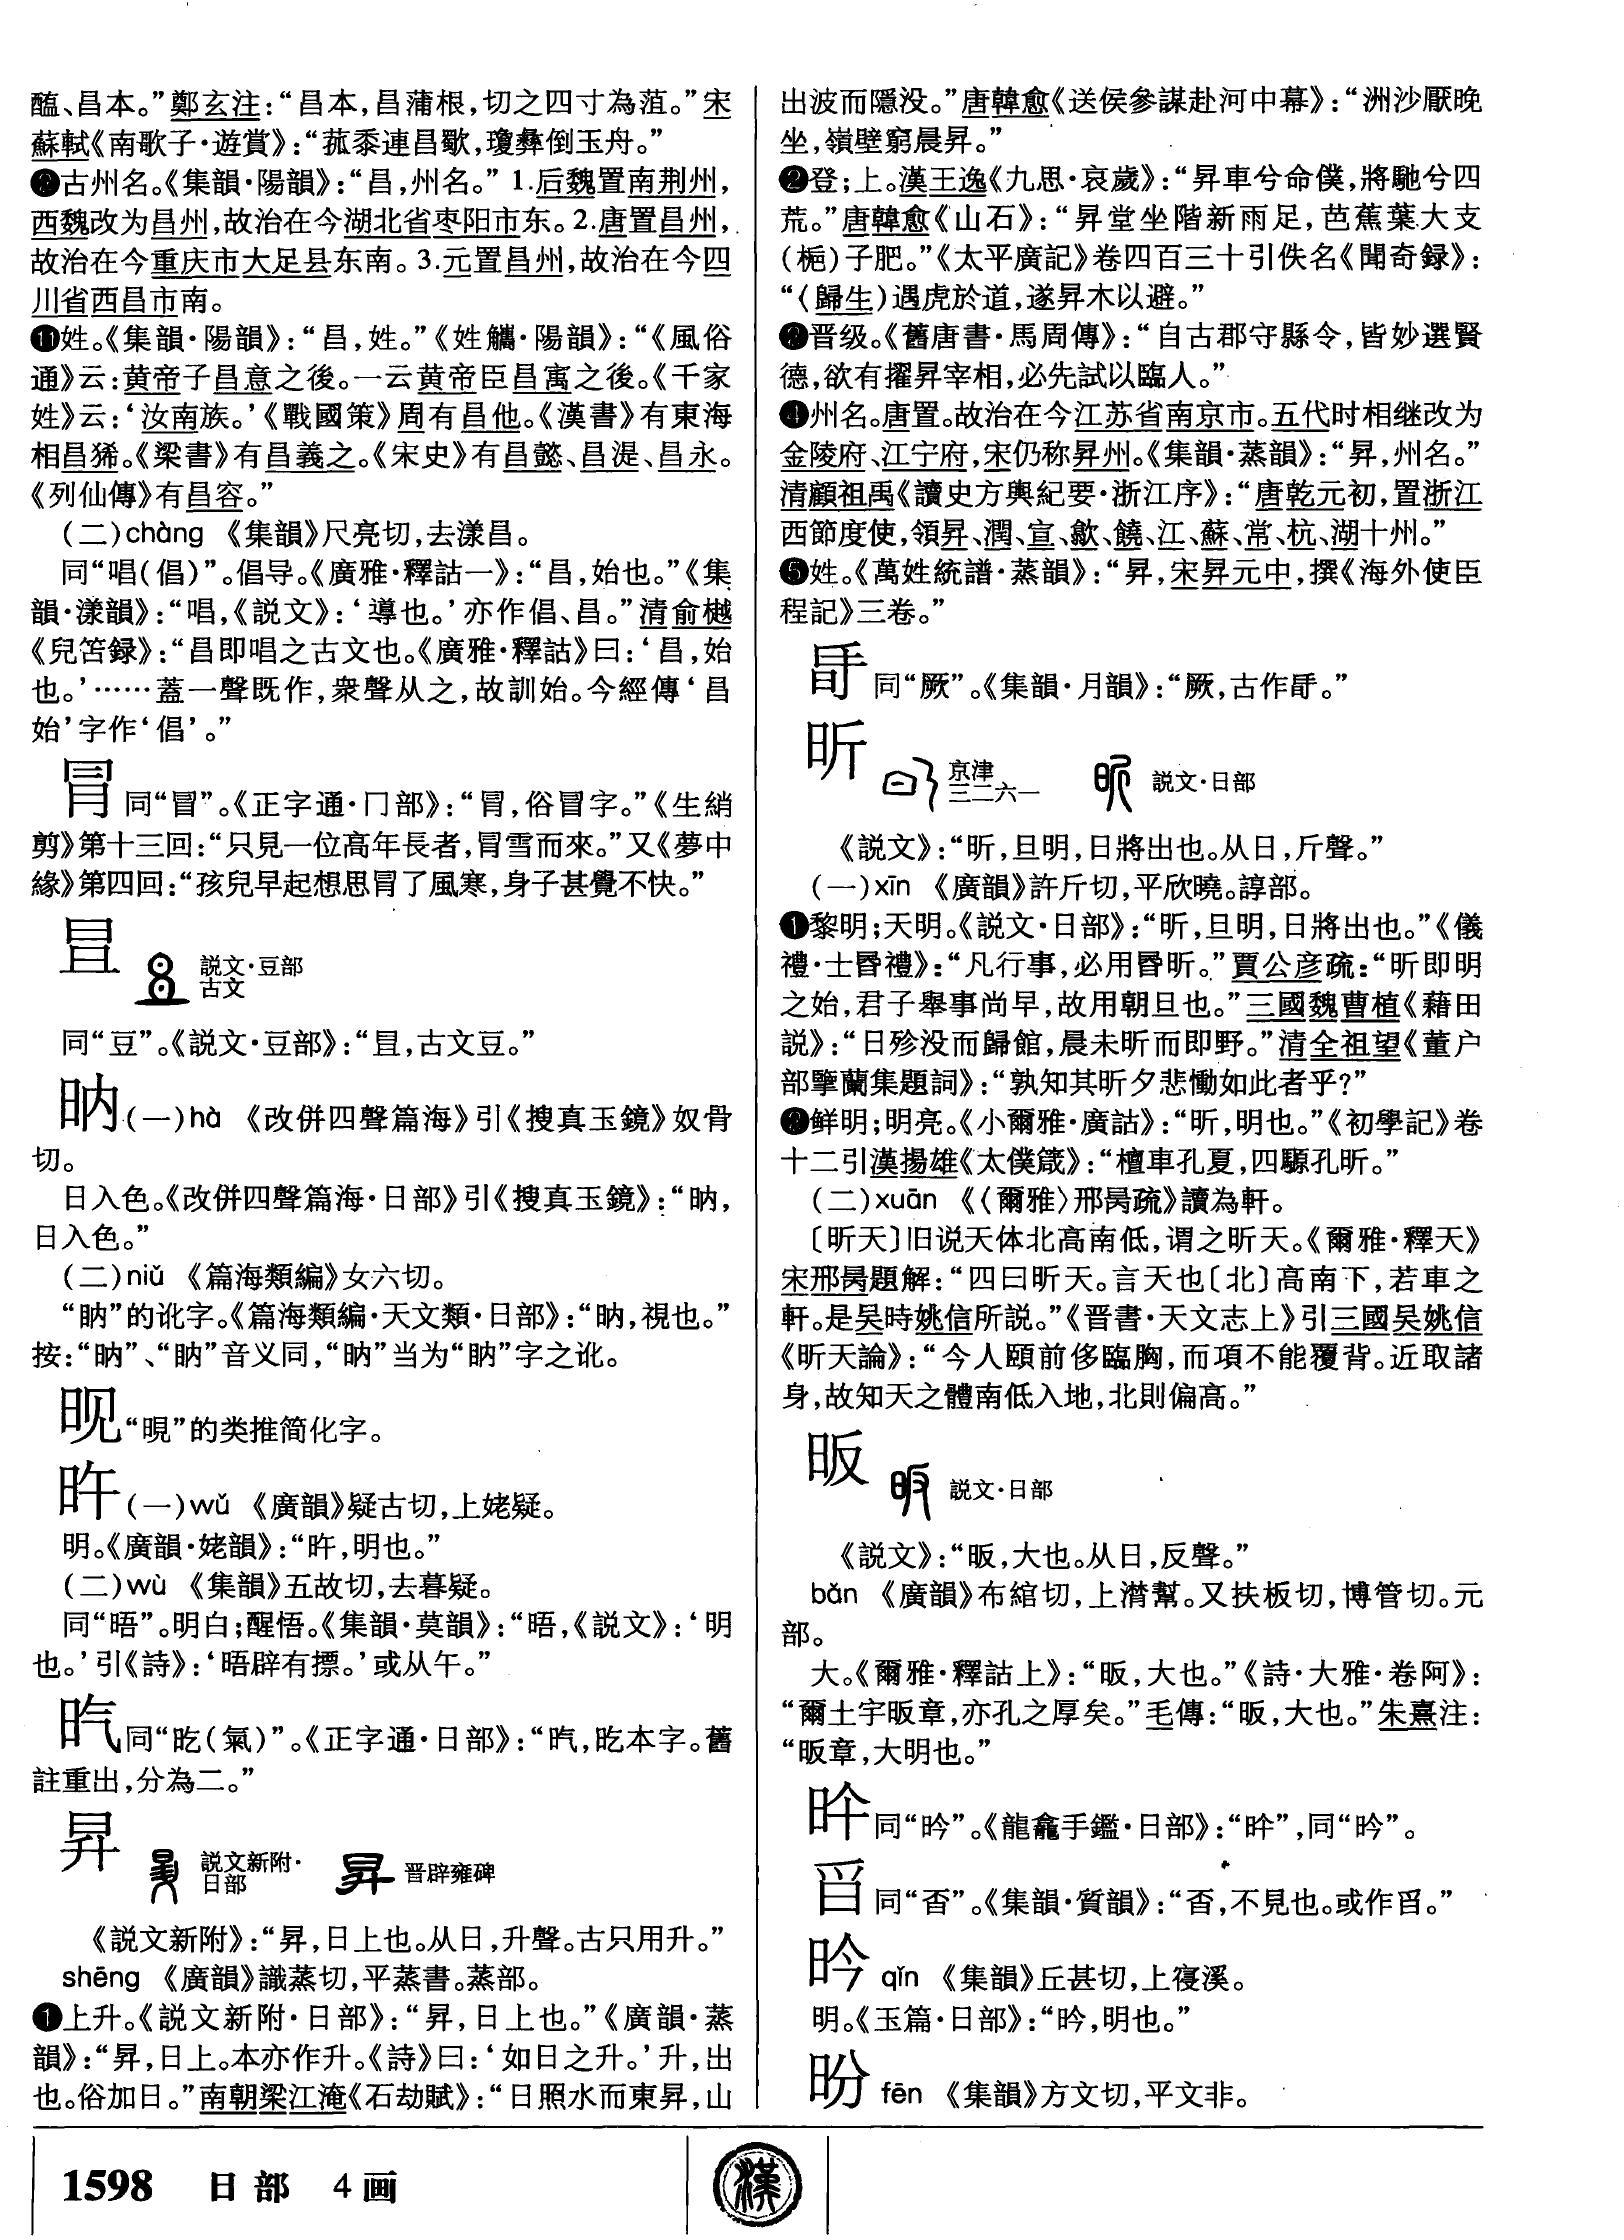 醢、昌本。”鄭玄注：“昌本，昌蒲根，切之四寸為菹。”宋
蘇軾《南歌子·遊賞》：“菰黍連昌歜，瓊彝倒玉舟。”
❿古州名。《集韻·陽韻》：“昌，州名。”1.后魏置南荆州，
西魏改为昌州，故治在今湖北省枣阳市东。2.唐置昌州，
故治在今重庆市大足县东南。3.元置昌州，故治在今四
川省西昌市南。
⓫姓。《集韻·陽韻》：“昌，姓。”《姓觿·陽韻》：“《風俗
通》云：黄帝子昌意之後。一云黄帝臣昌寓之後。《千家
姓》云：‘汝南族。’《戰國策》周有昌他。《漢書》有東海
相昌豨。《梁書》有昌義之。《宋史》有昌懿、昌湜、昌永。
《列仙傳》有昌容。”
(二)chàng 《集韻》尺亮切，去漾昌。
同“唱(倡)”。倡导。《廣雅·釋詁一》：“昌，始也。”《集
韻·漾韻》：“唱，《説文》：‘導也。’亦作倡、昌。”清俞樾
《兒笘録》：“昌即唱之古文也。《廣雅·釋詁》曰：‘昌，始
也。’……蓋一聲既作，衆聲从之，故訓始。今經傳‘昌
始’字作‘倡’。”
同“冒”。《正字通·冂部》：“冐，俗冒字。”《生綃
剪》第十三回：“只見一位高年長者，冐雪而來。”又《夢中
緣》第四回：“孩兒早起想思冐了風寒，身子甚覺不快。”
説文·豆部
古文
同“豆”。《説文·豆部》：“𣅋，古文豆。”
㕯(一)hà 《改併四聲篇海》引《搜真玉鏡》奴骨
切。
日入色。《改併四聲篇海·日部》引《搜真玉鏡》：“
日入色。”
(二)niǔ 《篇海類編》女六切。
的讹字。《篇海類編·天文類·日部》：“視也。”
按：音义同，当为字之讹。
𬀪“晛”的类推简化字。
旿(一)wǔ 《廣韻》疑古切，上姥疑。
明。《廣韻·姥韻》：“旿，明也。”
(二)wù 《集韻》五故切，去暮疑。
同“晤”。明白；醒悟。《集韻·莫韻》：“晤，《説文》：‘明
也。’引《詩》：‘晤辟有摽。’或从午。”
同“㫓(氣)”。《正字通·日部》：“㫓本字。舊
註重出，分為二。”
昇 説文新附·
日部 晋辟雍碑
《説文新附》：“昇，日上也。从日，升聲。古只用升。”
shēng 《廣韻》識蒸切，平蒸書。蒸部。
❶上升。《説文新附·日部》：“昇，日上也。”《廣韻·蒸
韻》：“昇，日上。本亦作升。《詩》曰：‘如日之升。’升，出
也。俗加日。”南朝梁江淹《石劫賦》：“日照水而東昇，山
出波而隱没。”唐韓愈《送侯參謀赴河中幕》：“洲沙厭晚
坐，嶺壁窮晨昇。”
❷登；上。漢王逸《九思·哀歲》：“昇車兮命僕，將馳兮四
荒。”唐韓愈《山石》：“昇堂坐階新雨足，芭蕉葉大支
(梔)子肥。”《太平廣記》卷四百三十引佚名《聞奇録》：
“(歸生)遇虎於道，遂昇木以避。”
❸晋级。《舊唐書·馬周傳》：“自古郡守縣令，皆妙選賢
德，欲有擢昇宰相，必先試以臨人。”
❹州名。唐置。故治在今江苏省南京市。五代时相继改为
金陵府、江宁府，宋仍称昇州。《集韻·蒸韻》：“昇，州名。”
清顧祖禹《讀史方輿紀要·浙江序》：“唐乾元初，置浙江
西節度使，領昇、潤、宣、歙、饒、江、蘇、常、杭、湖十州。”
❺姓。《萬姓統譜·蒸韻》：“昇，宋昇元中，撰《海外使臣
程記》三卷。”
同“厥”。《集韻·月韻》：“厥，古作。”
昕 京津
三二六一 説文·日部
《説文》：“昕，旦明，日將出也。从日，斤聲。”
(一)xīn 《廣韻》許斤切，平欣曉。諄部。
❶黎明；天明。《説文·日部》：“昕，旦明，日將出也。”《儀
禮·士昬禮》：“凡行事，必用昬昕。”賈公彦疏：“昕即明
之始，君子舉事尚早，故用朝旦也。”三國魏曹植《藉田
説》：“日殄没而歸館，晨未昕而即野。”清全祖望《董户
部擥蘭集題詞》：“孰知其昕夕悲慟如此者乎？”
❷鲜明；明亮。《小爾雅·廣詁》：“昕，明也。”《初學記》卷
十二引漢揚雄《太僕箴》：“檀車孔夏，四騵孔昕。”
(二)xuān 《〈爾雅〉邢昺疏》讀為軒。
〔昕天〕旧说天体北高南低，谓之昕天。《爾雅·釋天》
宋邢昺題解：“四曰昕天。言天也〔北〕高南下，若車之
軒。是吴時姚信所説。”《晋書·天文志上》引三國吴姚信
《昕天論》：“今人頤前侈臨胸，而項不能覆背。近取諸
身，故知天之體南低入地，北則偏高。”
昄 説文·日部
《説文》：“昄，大也。从日，反聲。”
bǎn 《廣韻》布綰切，上潸幫。又扶板切，博管切。元
部。
大。《爾雅·釋詁上》：“昄，大也。”《詩·大雅·卷阿》：
“爾土宇昄章，亦孔之厚矣。”毛傳：“昄，大也。”朱熹注：
“昄章，大明也。”
同“昑”。《龍龕手鑑·日部》：“”，同“昑”。
同“㫘”。《集韻·質韻》：“㫘，不見也。或作。”
昑 qǐn 《集韻》丘甚切，上寑溪。
明。《玉篇·日部》：“昑，明也。”
昐 fēn 《集韻》方文切，平文非。
1598 日部 4画
漢